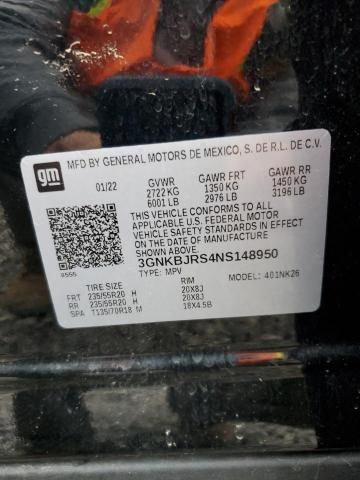 gm
MFD BY GENERAL MOTORS DE MEXICO, S. DE R.L. DE C.V.
01/22 GVWR GAWR FRT GAWR RR
2722 KG 1350 KG 1450 KG
6001 LB 2976 LB 3196 LB
THIS VEHICLE CONFORMS TO ALL
APPLICABLE
U.S. FEDERAL MOTOR VEHICLE
SAFETY STANDARDS IN EFFECT ON
THE DATE OF MANUFACTURE
SHOWN ABOVE.
3GNKBJRS4NS148950
TYPE: MPV MODEL: 401NK26
TIRE SIZE RIM
FRT 235/55R20 H 20X8J
RR 235/55R20 H 20X8J
SPA T135/70R18 M 18X4.5B